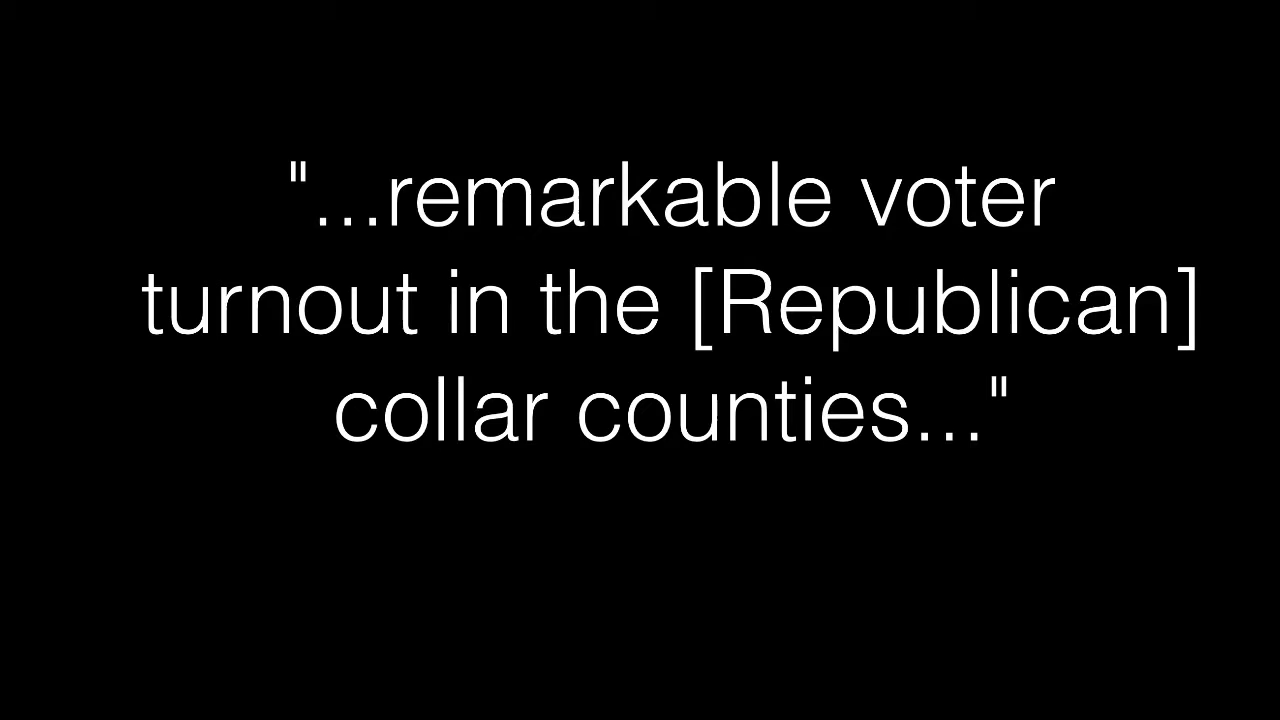 "...remarkable voter
turnout in the [Republican]
collar counties..."